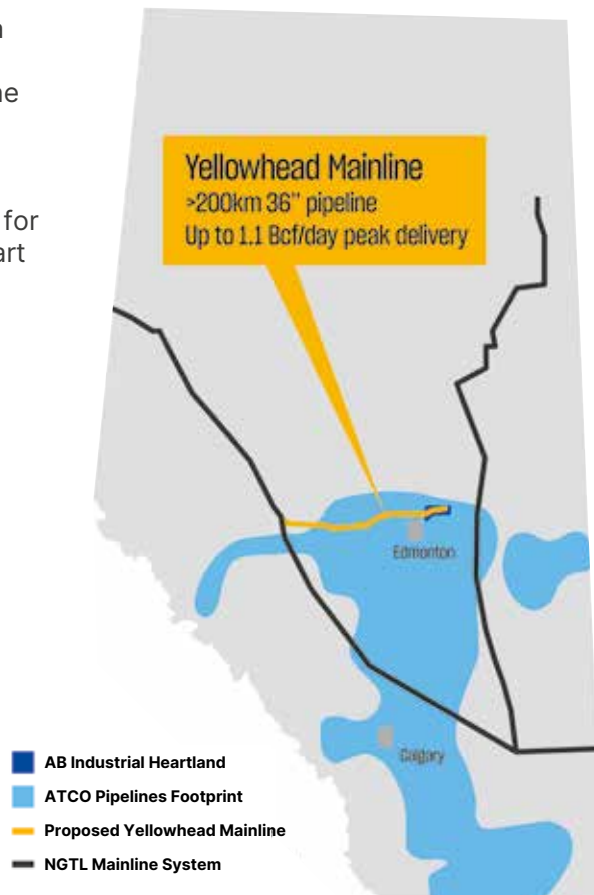 for
Yellowhead Mainline
>200km 36" pipeline
Up to 1.1 Bcf/day peak delivery
Edmonton
Calgary
AB Industrial Heartland
ATCO Pipelines Footprint
Proposed Yellowhead Mainline
NGTL Mainline System